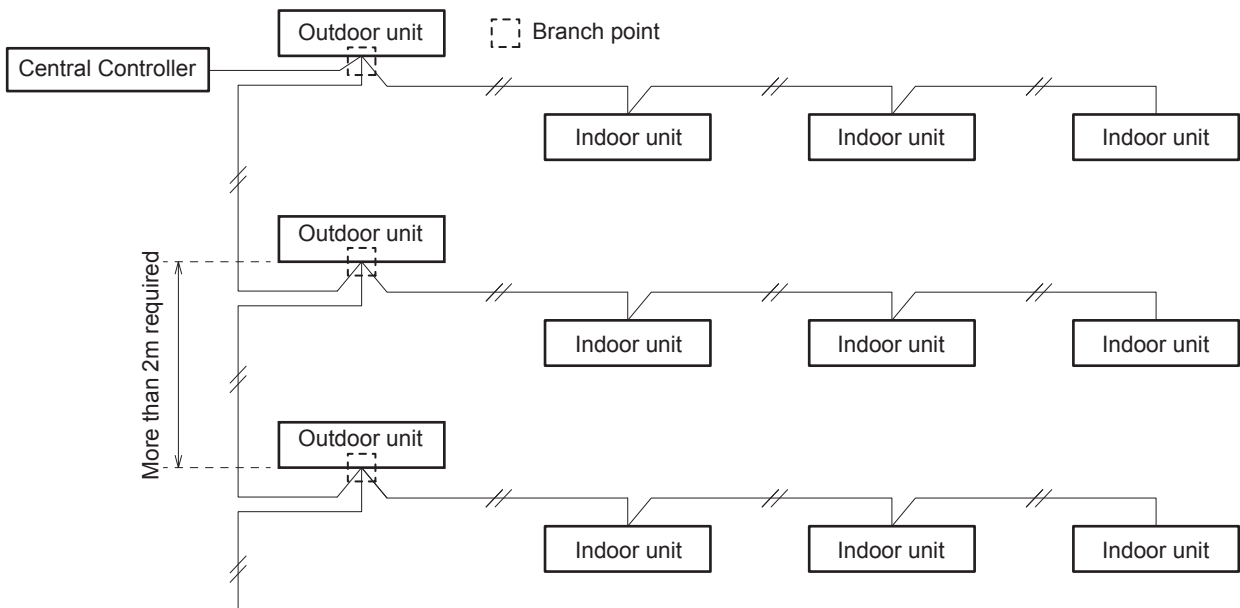 Outdoor unit
Branch point
Central Controller
Indoor unit
Indoor unit
Indoor unit
Outdoor unit
More than 2m required
Indoor unit
Indoor unit
Indoor unit
Outdoor unit
Indoor unit
Indoor unit
Indoor unit